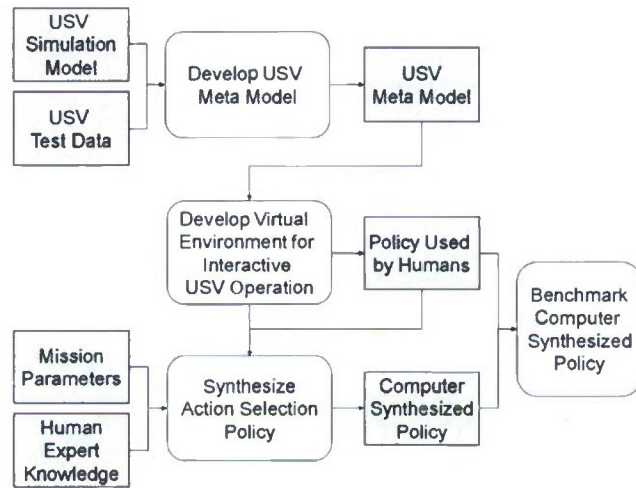 USV
Simulation
Model
Develop USV
Meta Model
USV
Meta Model
USV
Test Data
Develop Virtual
Environment for
Interactive
USV Operation
Policy Used
by Humans
Benchmark
Computer
Synthesized
Policy
Mission
Parameters
Synthesize
Action Selection
Policy
Computer
Synthesized
Policy
Human
Expert
Knowledge